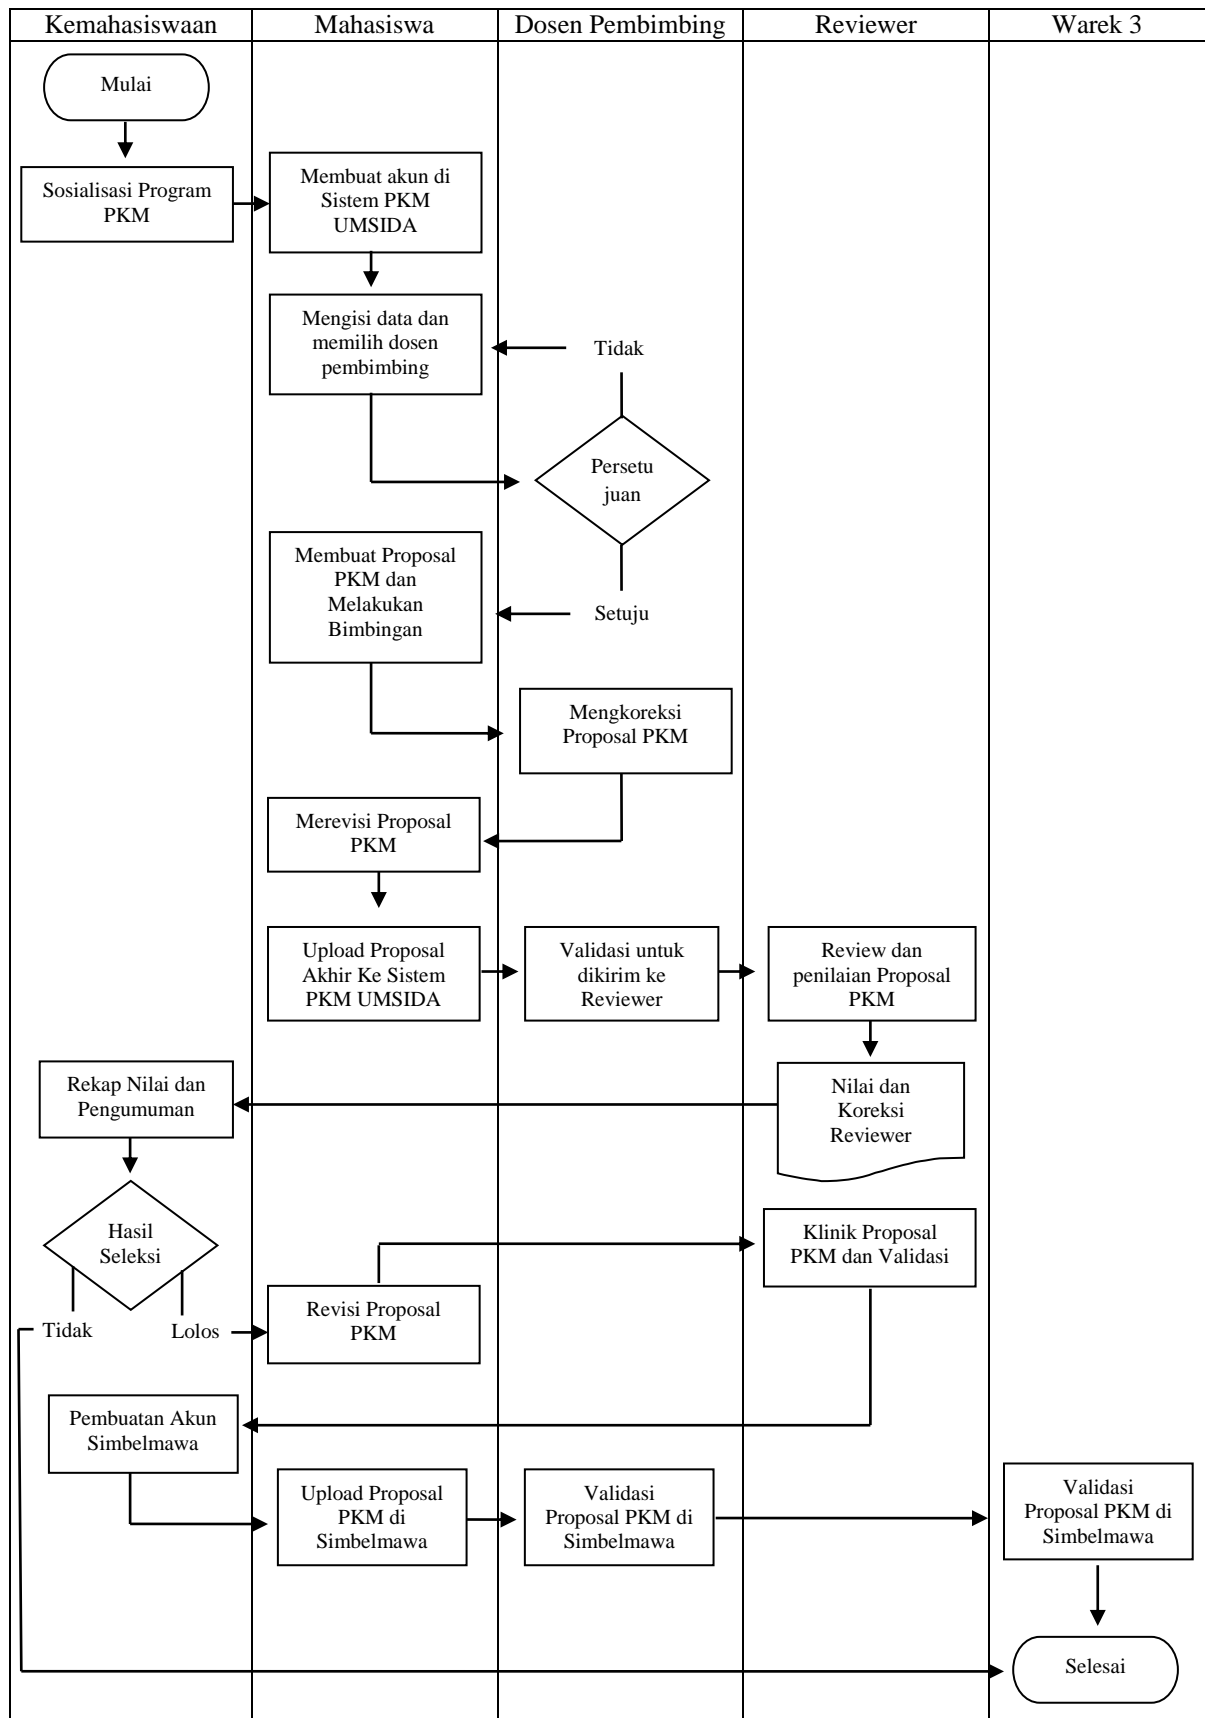 Kemahasiswaan
Mahasiswa
Dosen Pembimbing
Reviewer
Warek 3
Mulai
Sosialisasi Program
PKM
Membuat akun di
Sistem PKM
UMSIDA
Mengisi data dan
memilih dosen
pembimbing
Tidak
Persetu
juan
Setuju
Membuat Proposal
PKM dan
Melakukan
Bimbingan
Mengkoreksi
Proposal PKM
Merevisi Proposal
PKM
Upload Proposal
Akhir Ke Sistem
PKM UMSIDA
Validasi untuk
dikirim ke
Reviewer
Review dan
penilaian Proposal
PKM
Nilai dan
Koreksi
Reviewer
Rekap Nilai dan
Pengumuman
Hasil
Seleksi
Tidak
Lolos
Revisi Proposal
PKM
Klinik Proposal
PKM dan Validasi
Pembuatan Akun
Simbelmawa
Upload Proposal
PKM di
Simbelmawa
Validasi
Proposal PKM di
Simbelmawa
Validasi
Proposal PKM di
Simbelmawa
Selesai